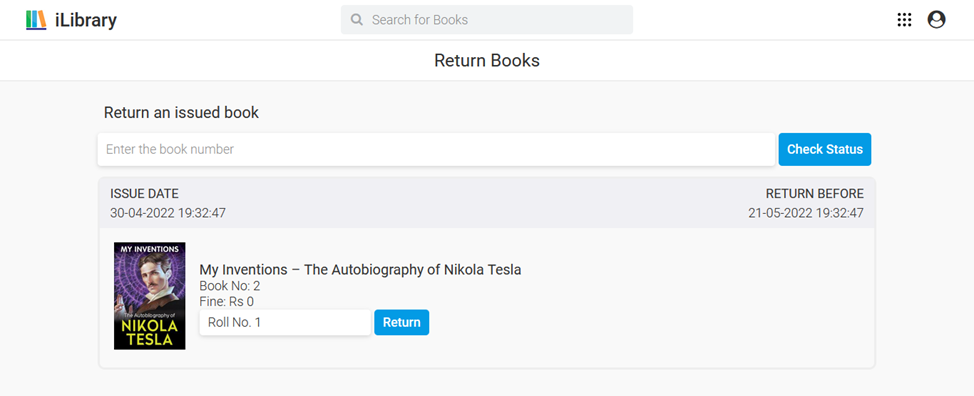 iLibrary
Search for Books
Return Books
Return an issued book
Enter the book number
Check Status
ISSUE DATE
RETURN BEFORE
30-04-2022 19:32:47
21-05-2022 19:32:47
MY INVENTIONS
The Autobiography of
NIKOLA
TESLA
My Inventions – The Autobiography of Nikola Tesla
Book No: 2
Fine: Rs 0
Roll No. 1
Return